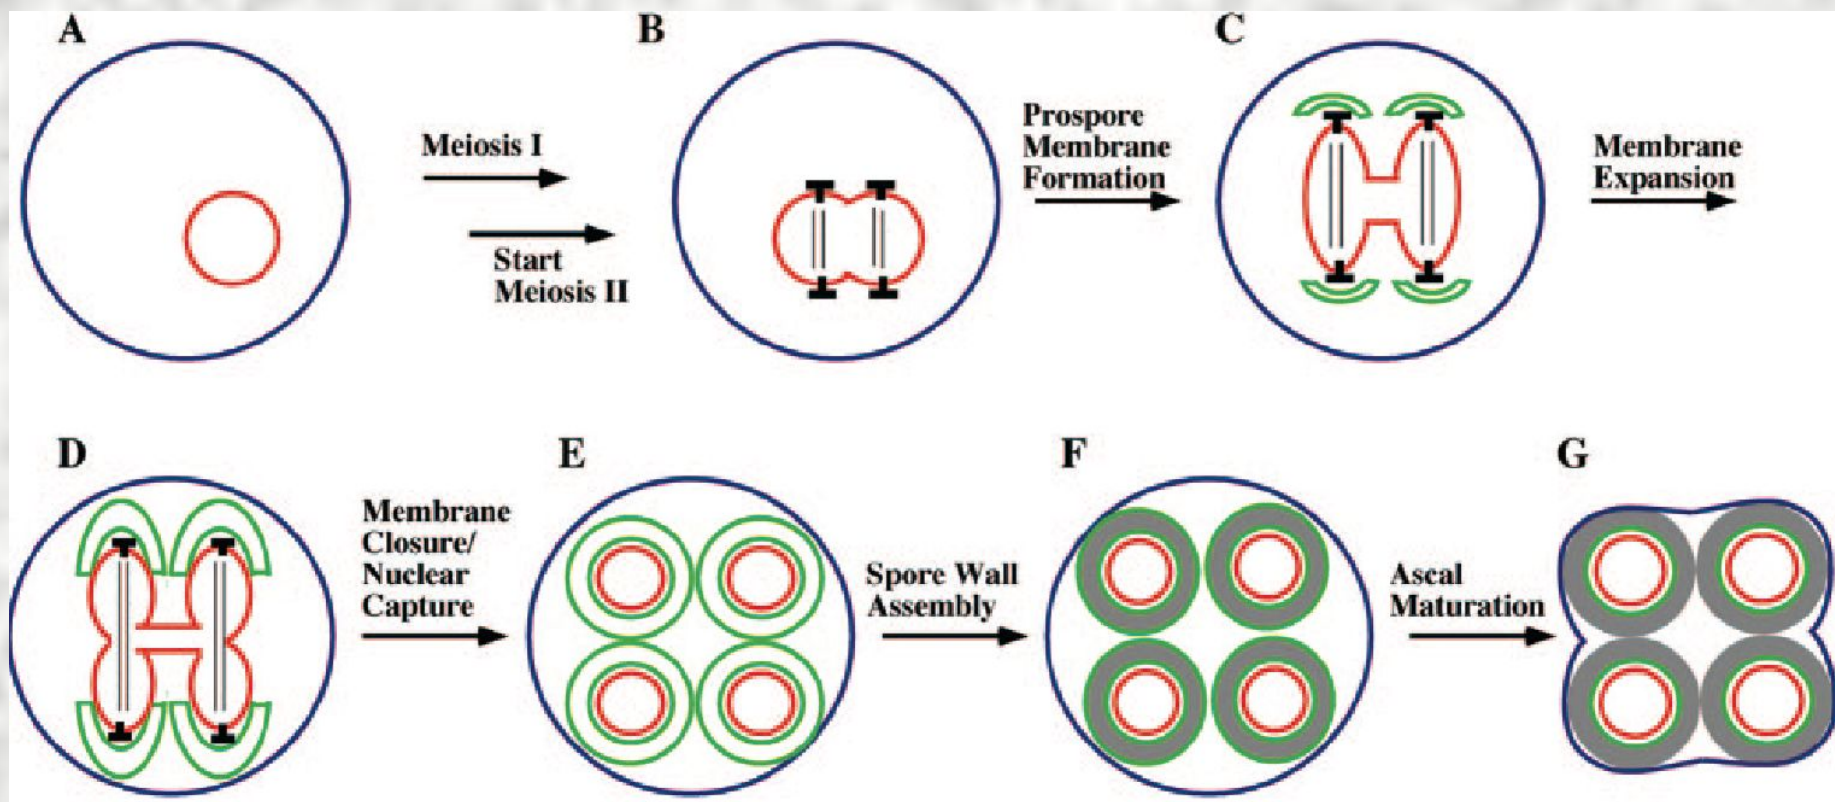 A
B
C
Meiosis I
Start
Meiosis II
Prospore
Membrane
Formation
Membrane
Expansion
D
E
F
G
Membrane
Closure/
Nuclear
Capture
Spore Wall
Assembly
Ascal
Maturation